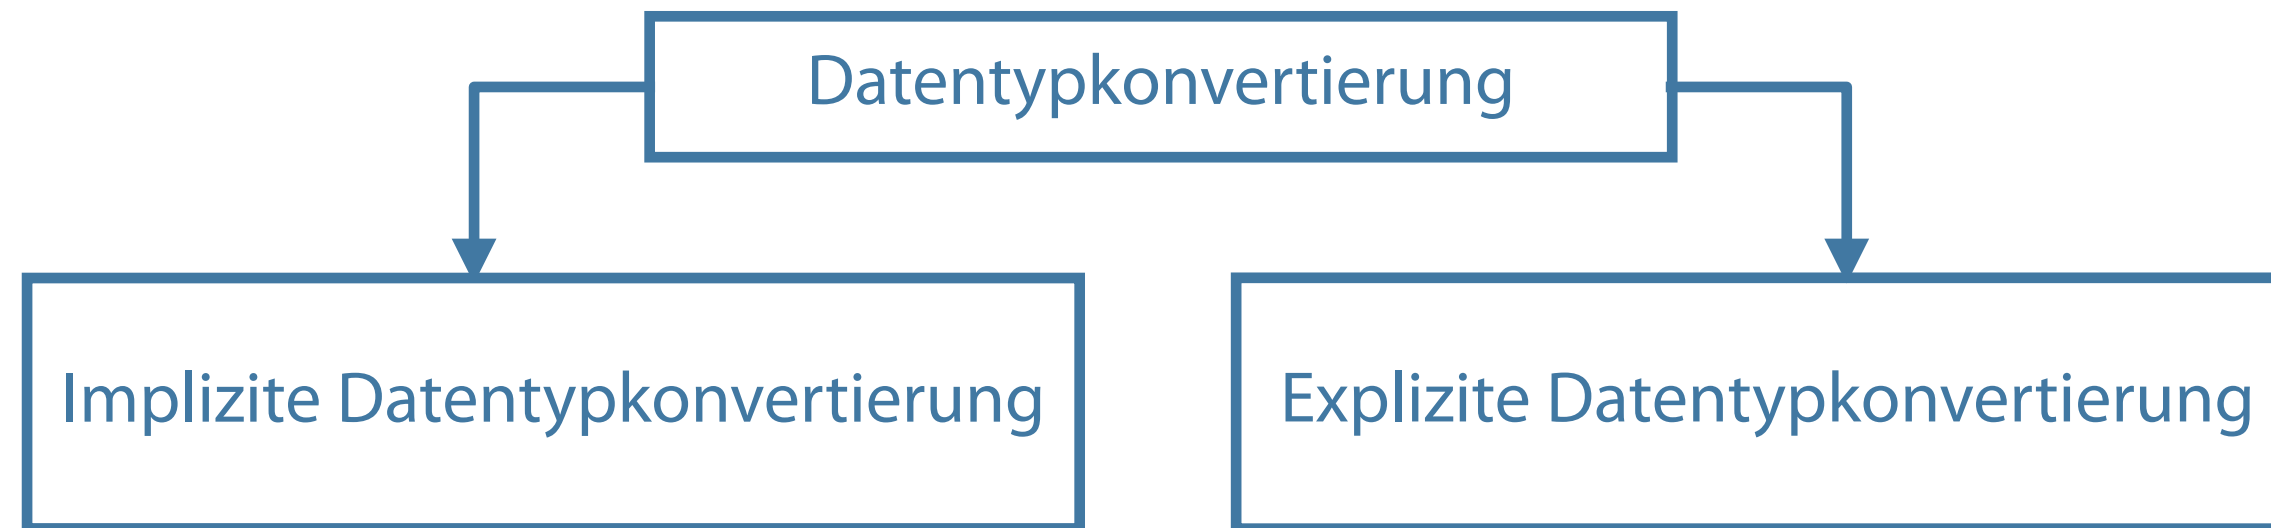 Datentypkonvertierung
Implizite Datentypkonvertierung
Explizite Datentypkonvertierung